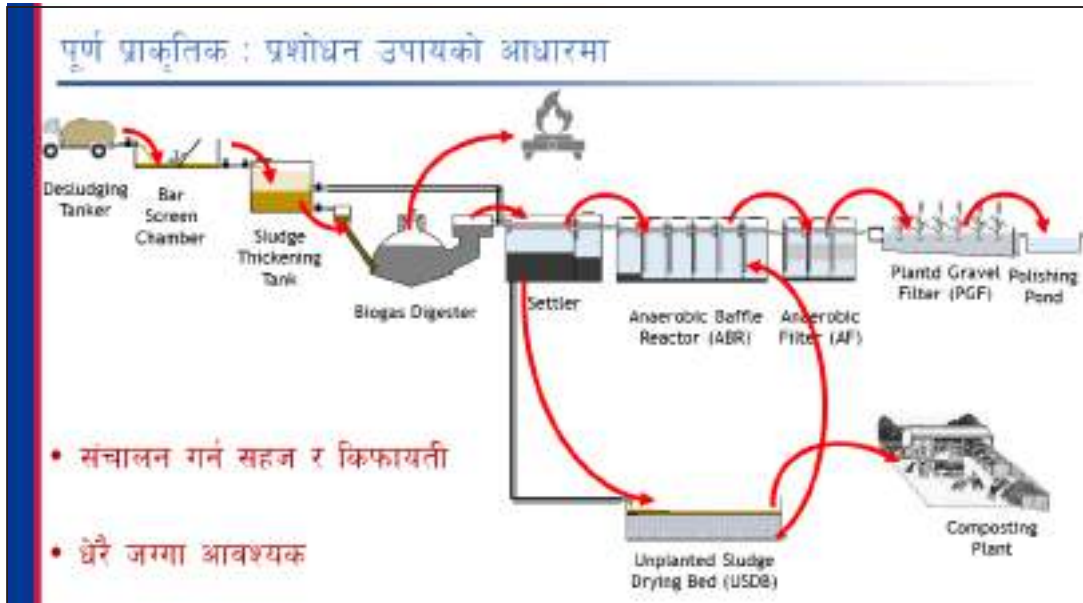 पूर्ण प्राकृतिक : प्रशोधन उपायको आधारमा
Desludging
Tanker
Bar
Screen
Chamber
Sludge
Thickening
Tank
Biogas Digester
Settler
Anaerobic Baffle
Reactor (ABR)
Anaerobic
Filter (AF)
Plantd Gravel
Filter (PGF)
Polishing
Pond
• संचालन गर्न सहज र किफायती
• धेरै जग्गा आवश्यक
Unplanted Sludge
Drying Bed (USDB)
Composting
Plant